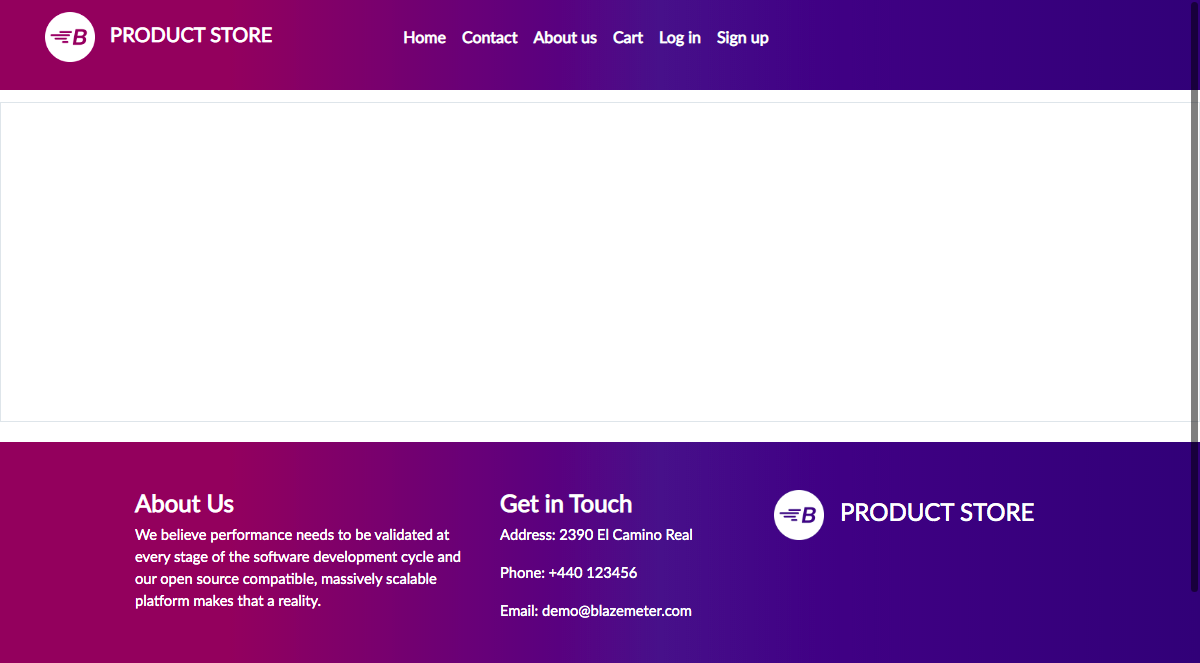 B PRODUCT STORE Home Contact About us Cart Log in Sign up
About Us
We believe performance needs to be validated at
every stage of the software development cycle and
our open source compatible, massively scalable
platform makes that a reality.
Get in Touch
Address: 2390 El Camino Real
Phone: +440 123456
Email: demo@blazemeter.com
B PRODUCT STORE